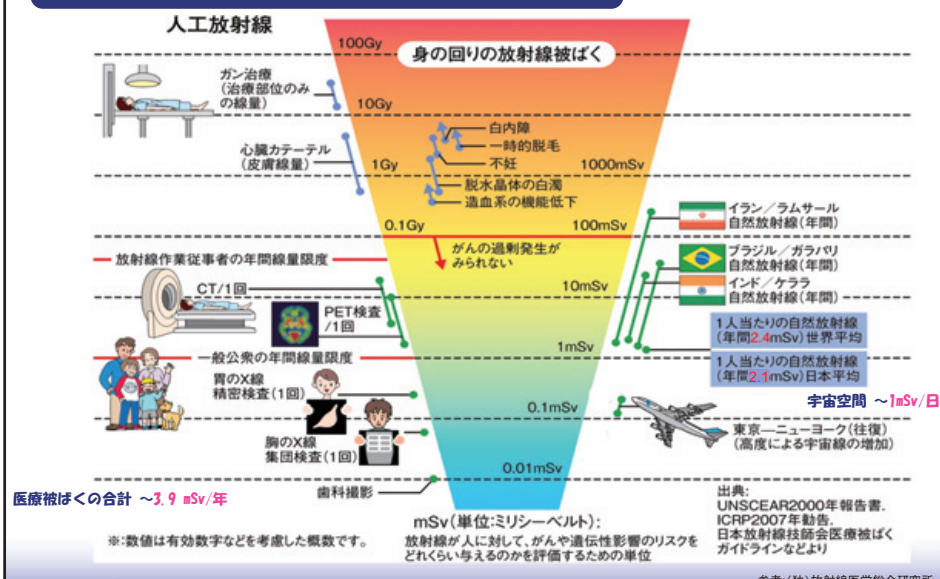 人工放射線
身の回りの放射線被ばく
100Gy
ガン治療
(治療部位のみ
の線量)
10Gy
心臓カテーテル
(皮膚線量)
1Gy
白内障
一時的脱毛
不妊
1000mSv
脱水晶体の白濁
造血系の機能低下
0.1Gy
100mSv
イラン/ラムサール
自然放射線(年間)
がんの過剰発生が
みられない
ブラジル/ガラパリ
自然放射線(年間)
放射線作業従事者の年間線量限度
CT/1回
10mSv
インド/ケララ
自然放射線(年間)
PET検査
/1回
1人当たりの自然放射線
(年間2.4mSv)世界平均
一般公衆の年間線量限度
1mSv
1人当たりの自然放射線
(年間2.1mSv)日本平均
胃のX線
精密検査(1回)
宇宙空間 ~1mSv/日
0.1mSv
東京―ニューヨーク(往復)
(高度による宇宙線の増加)
胸のX線
集団検査(1回)
0.01mSv
歯科撮影
医療被ばくの合計 ~3.9 mSv/年
出典:
UNSCEAR2000年報告書.
ICRP2007年勧告.
日本放射線技師会医療被ばく
ガイドラインなどより
mSv(単位:ミリシーベルト):
放射線が人に対して、がんや遺伝性影響のリスクを
どれくらい与えるのかを評価するための単位
※:数値は有効数字などを考慮した概数です。